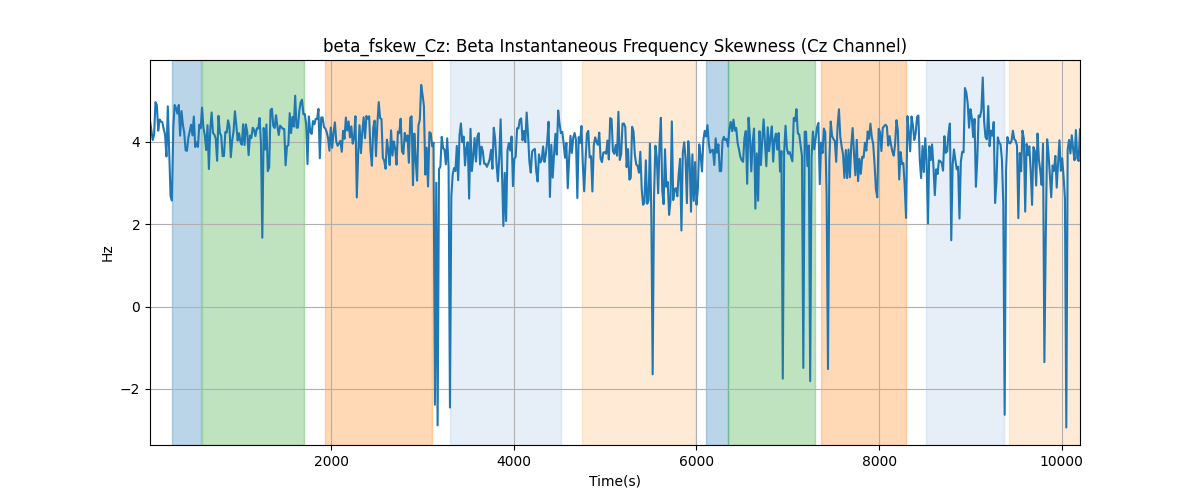 beta_fskew_Cz: Beta Instantaneous Frequency Skewness (Cz Channel)
4
2
0
−2
Hz
2000 4000 6000 8000 10000
Time(s)